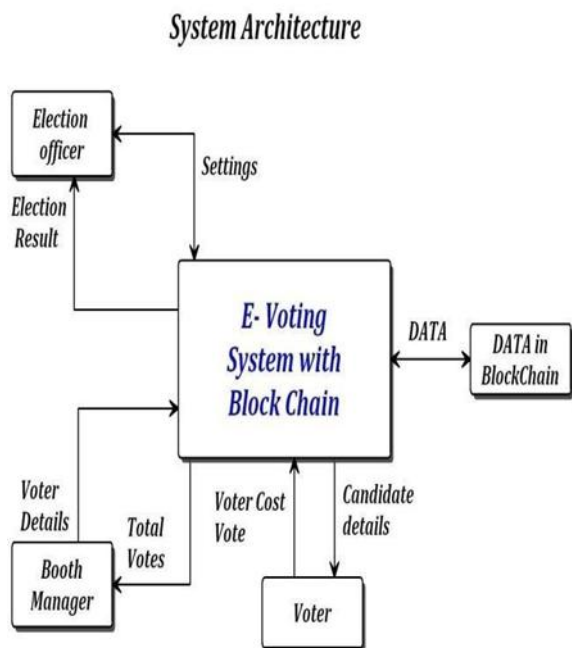 System Architecture
Election
officer
Settings
Election
Result
E- Voting
System with
Block Chain
DATA
DATA in
BlockChain
Voter
Details
Total
Votes
Voter Cost
Vote
Candidate
details
Booth
Manager
Voter